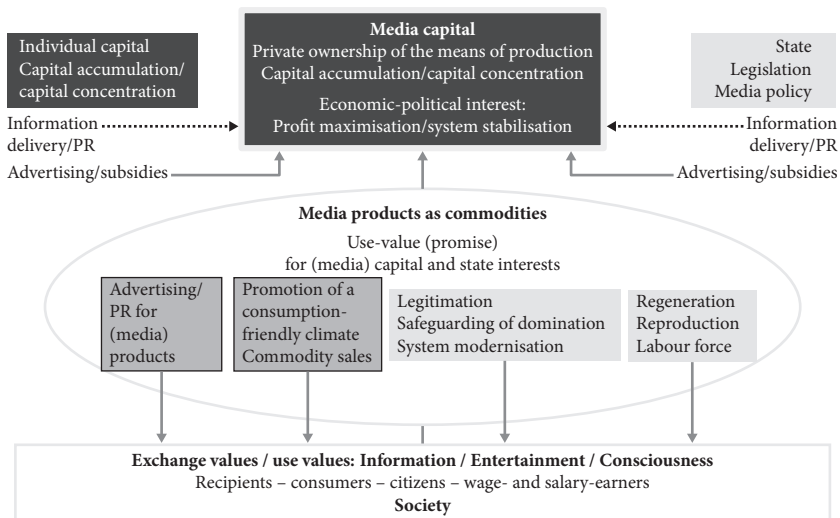 Media capital
Private ownership of the means of production
Capital accumulation/capital concentration
Economic-political interest:
Profit maximisation/system stabilisation
Individual capital
Capital accumulation/
capital concentration
Information
delivery/PR
Advertising/subsidies
State
Legislation
Media policy
Information
delivery/PR
Advertising/subsidies
Media products as commodities
Use-value (promise)
for (media) capital and state interests
Advertising/
PR for
(media)
products
Promotion of a
consumption-
friendly climate
Commodity sales
Legitimation
Safeguarding of domination
System modernisation
Regeneration
Reproduction
Labour force
Exchange values / use values: Information / Entertainment / Consciousness
Recipients – consumers – citizens – wage- and salary-earners
Society